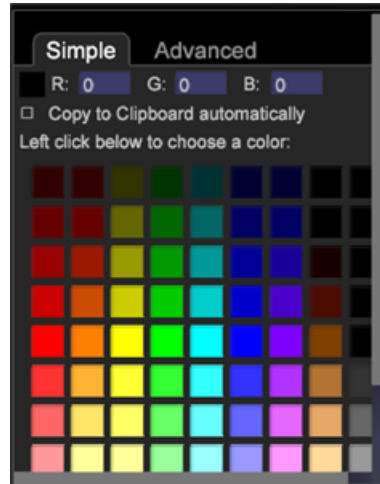 Simple Advanced
R: 0 G: 0 B: 0
Copy to Clipboard automatically
Left click below to choose a color: